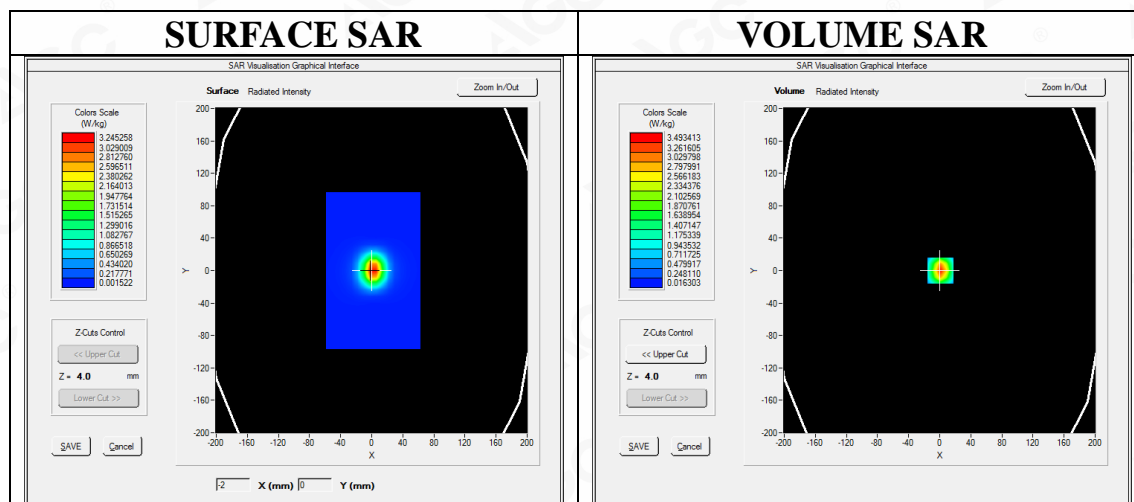 SURFACE SAR
SAR Visualisation Graphical Interface
Surface Radiated Intensity
Zoom In/Out
Colors Scale
(W/kg)
3.245258
3.029009
2.812760
2.596511
2.380262
2.164013
1.947764
1.731514
1.515265
1.299016
1.082767
0.866518
0.650269
0.434020
0.217771
0.001522
200
160
120
80
40
0
-40
-80
-120
-160
-200
Y
-200 -160 -120 -80 -40 0 40 80 120 160 200
X
Z-Cuts Control
<< Upper Cut
Z = 4.0 mm
Lower Cut >>
SAVE Cancel
-2 X (mm) 0 Y (mm)
VOLUME SAR
SAR Visualisation Graphical Interface
Volume Radiated Intensity
Zoom In/Out
Colors Scale
(W/kg)
3.493413
3.261605
3.029798
2.797991
2.566183
2.334376
2.102569
1.870761
1.638954
1.407147
1.175339
0.943532
0.711725
0.479917
0.248110
0.016303
200
160
120
80
40
0
-40
-80
-120
-160
-200
Y
-200 -160 -120 -80 -40 0 40 80 120 160 200
X
Z-Cuts Control
<< Upper Cut
Z = 4.0 mm
Lower Cut >>
SAVE Cancel